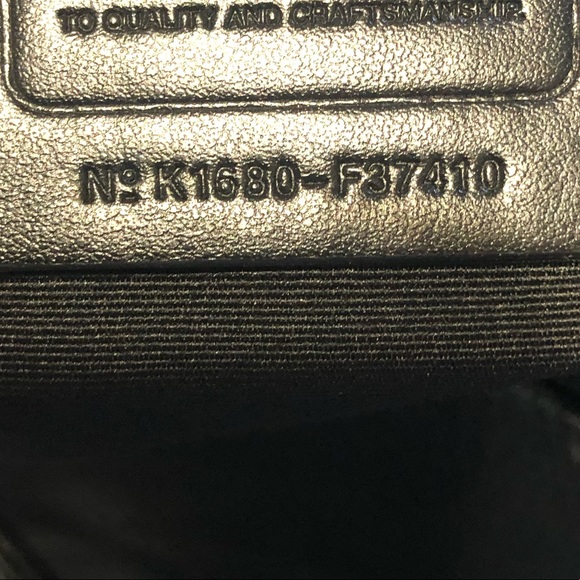 TO QUALITY AND CRAFTSMANSHIP.
Nº K1680-F37410